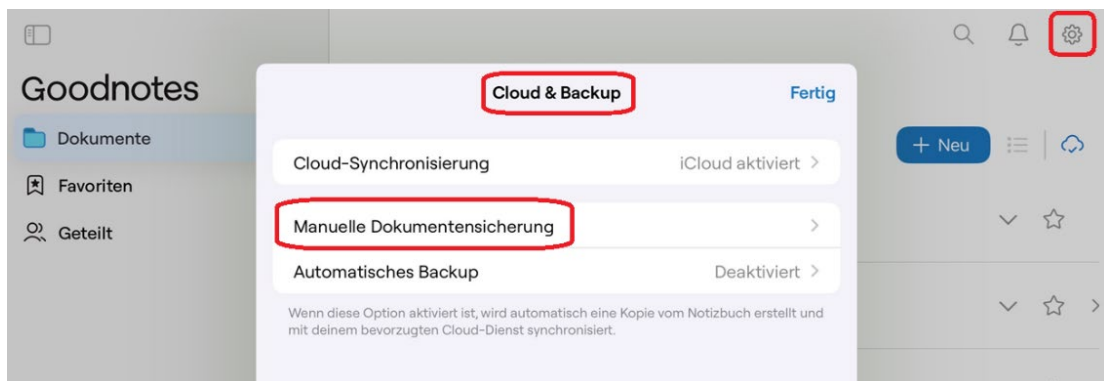 Goodnotes
Dokumente
Favoriten
Geteilt
Cloud & Backup
Fertig
Cloud-Synchronisierung
iCloud aktiviert
Manuelle Dokumentensicherung
Automatisches Backup
Deaktiviert
Wenn diese Option aktiviert ist, wird automatisch eine Kopie vom Notizbuch erstellt und
mit deinem bevorzugten Cloud-Dienst synchronisiert.
+ Neu